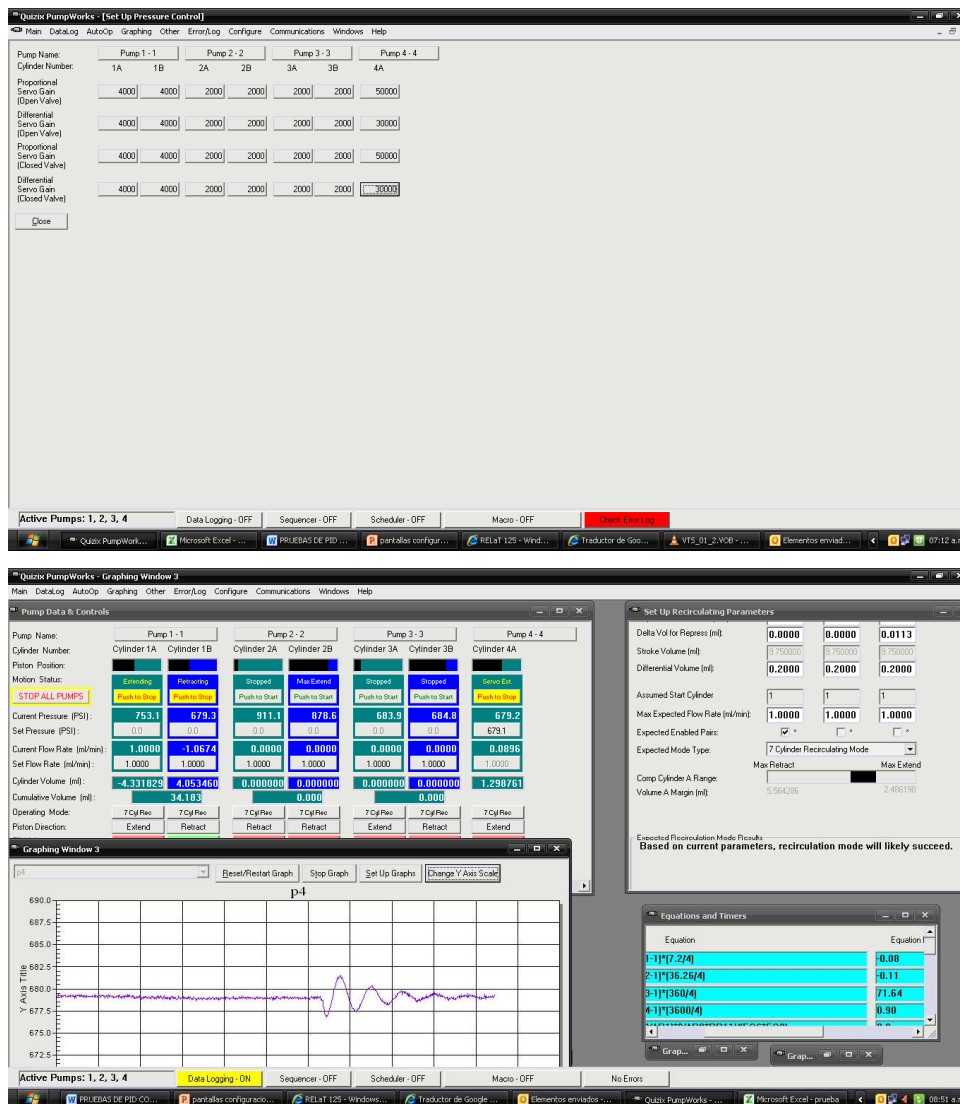 Quizix PumpWorks - [Set Up Pressure Control]
Main DataLog AutoOp Graphing Other Error/Log Configure Communications Windows Help
Pump Name: Pump 1 - 1 Pump 2 - 2 Pump 3 - 3 Pump 4 - 4
Cylinder Number: 1A 1B 2A 2B 3A 3B 4A
Proportional
Servo Gain 4000 4000 2000 2000 2000 2000 50000
(Open Valve)
Differential
Servo Gain 4000 4000 2000 2000 2000 2000 30000
(Open Valve)
Proportional
Servo Gain 4000 4000 2000 2000 2000 2000 50000
(Closed Valve)
Differential
Servo Gain 4000 4000 2000 2000 2000 2000 30000
(Closed Valve)
Close
Active Pumps: 1, 2, 3, 4 Data Logging - OFF Sequencer - OFF Scheduler - OFF Macro - OFF Check Error Log
Quizix PumpWork... Microsoft Excel - ... PRUEBAS DE PID ... pantallas configur... RELaT 125 - Wind... Traductor de Goo... VTS_01_2.VOB - ... Elementos enviad... 07:12 a.m
Quizix PumpWorks - Graphing Window 3
Main DataLog AutoOp Graphing Other Error/Log Configure Communications Windows Help
Pump Data & Controls
Pump Name: Pump 1 - 1 Pump 2 - 2 Pump 3 - 3 Pump 4 - 4
Cylinder Number: Cylinder 1A Cylinder 1B Cylinder 2A Cylinder 2B Cylinder 3A Cylinder 3B Cylinder 4A
Piston Position:
Motion Status: Extending Retracting Stopped Max Extend Stopped Stopped Servo Ext.
STOP ALL PUMPS Push to Stop Push to Stop Push to Start Push to Start Push to Start Push to Start Push to Stop
Current Pressure (PSI): 753.1 679.3 911.1 878.6 683.9 684.8 679.2
Set Pressure (PSI): 0.0 0.0 0.0 0.0 0.0 0.0 679.1
Current Flow Rate (ml/min): 1.0000 -1.0674 0.0000 0.0000 0.0000 0.0000 0.0896
Set Flow Rate (ml/min): 1.0000 1.0000 1.0000 1.0000 1.0000 1.0000 1.0000
Cylinder Volume (ml): -4.331829 4.053460 0.000000 0.000000 0.000000 0.000000 1.298761
Cumulative Volume (ml): 34.183 0.000 0.000
Operating Mode: 7 Cyl Rec 7 Cyl Rec 7 Cyl Rec 7 Cyl Rec 7 Cyl Rec 7 Cyl Rec 7 Cyl Rec
Piston Direction: Extend Retract Retract Retract Extend Retract Extend
Set Up Recirculating Parameters
Delta Vol for Repress (ml): 0.0000 0.0000 0.0113
Stroke Volume (ml): 9.750000 9.750000 9.750000
Differential Volume (ml): 0.2000 0.2000 0.2000
Assumed Start Cylinder 1 1 1
Max Expected Flow Rate (ml/min): 1.0000 1.0000 1.0000
Expected Enabled Pairs: * * *
Expected Mode Type: 7 Cylinder Recirculating Mode
Max Retract Max Extend
Comp Cylinder A Range:
Volume A Margin (ml): 5.564286 2.486190
Expected Recirculation Mode Results
Based on current parameters, recirculation mode will likely succeed.
Graphing Window 3
p4 Reset/Restart Graph Stop Graph Set Up Graphs Change Y Axis Scale
p4
690.0
687.5
685.0
682.5
680.0
677.5
675.0
672.5
Y Axis Title
Equations and Timers
Equation Equation
1-1)*(7.2/4) -0.08
2-1)*(36.26/4) -0.11
3-1)*(360/4) 71.64
4-1)*(3600/4) 0.90
Grap... Grap...
Active Pumps: 1, 2, 3, 4 Data Logging - ON Sequencer - OFF Scheduler - OFF Macro - OFF No Errors
PRUEBAS DE PID CO... pantallas configuracio... RELaT 125 - Windows... Traductor de Google ... Elementos enviados -... Quizix PumpWorks - ... Microsoft Excel - prueba 08:51 a.m